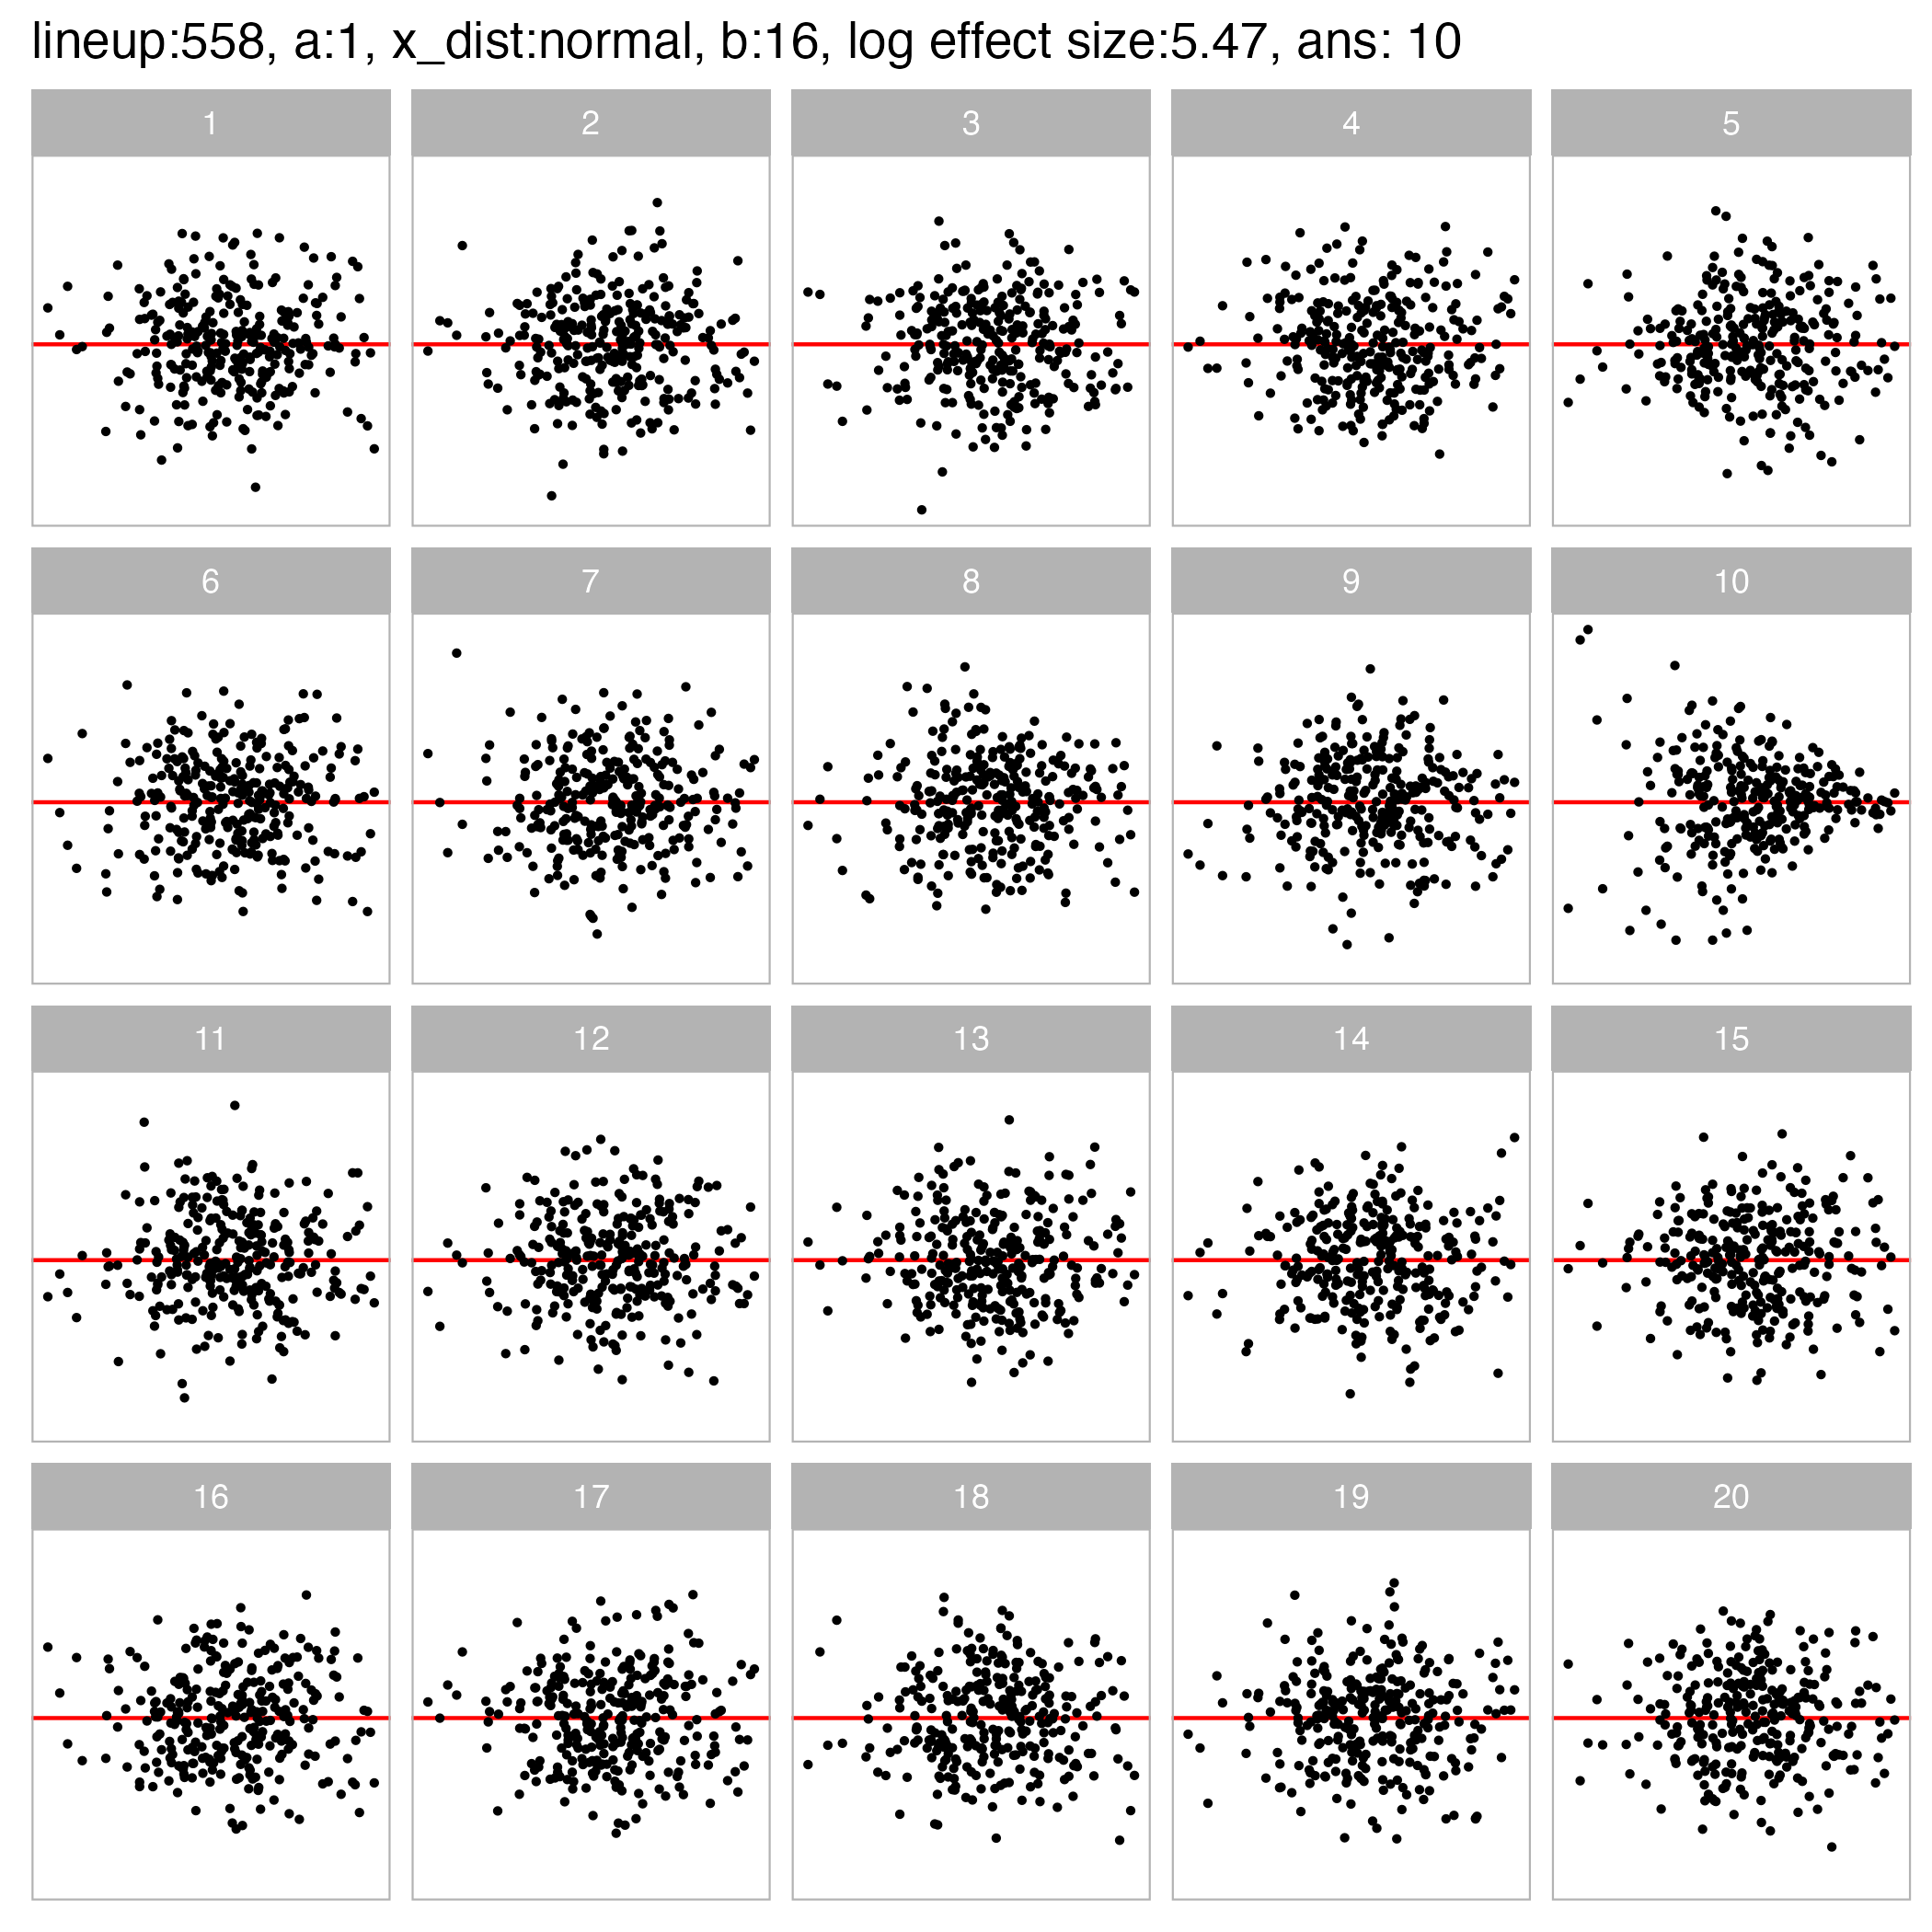 lineup:558, a:1, x_dist:normal, b:16, log effect size:5.47, ans: 10
1 2 3 4 5
6 7 8 9 10
11 12 13 14 15
16 17 18 19 20